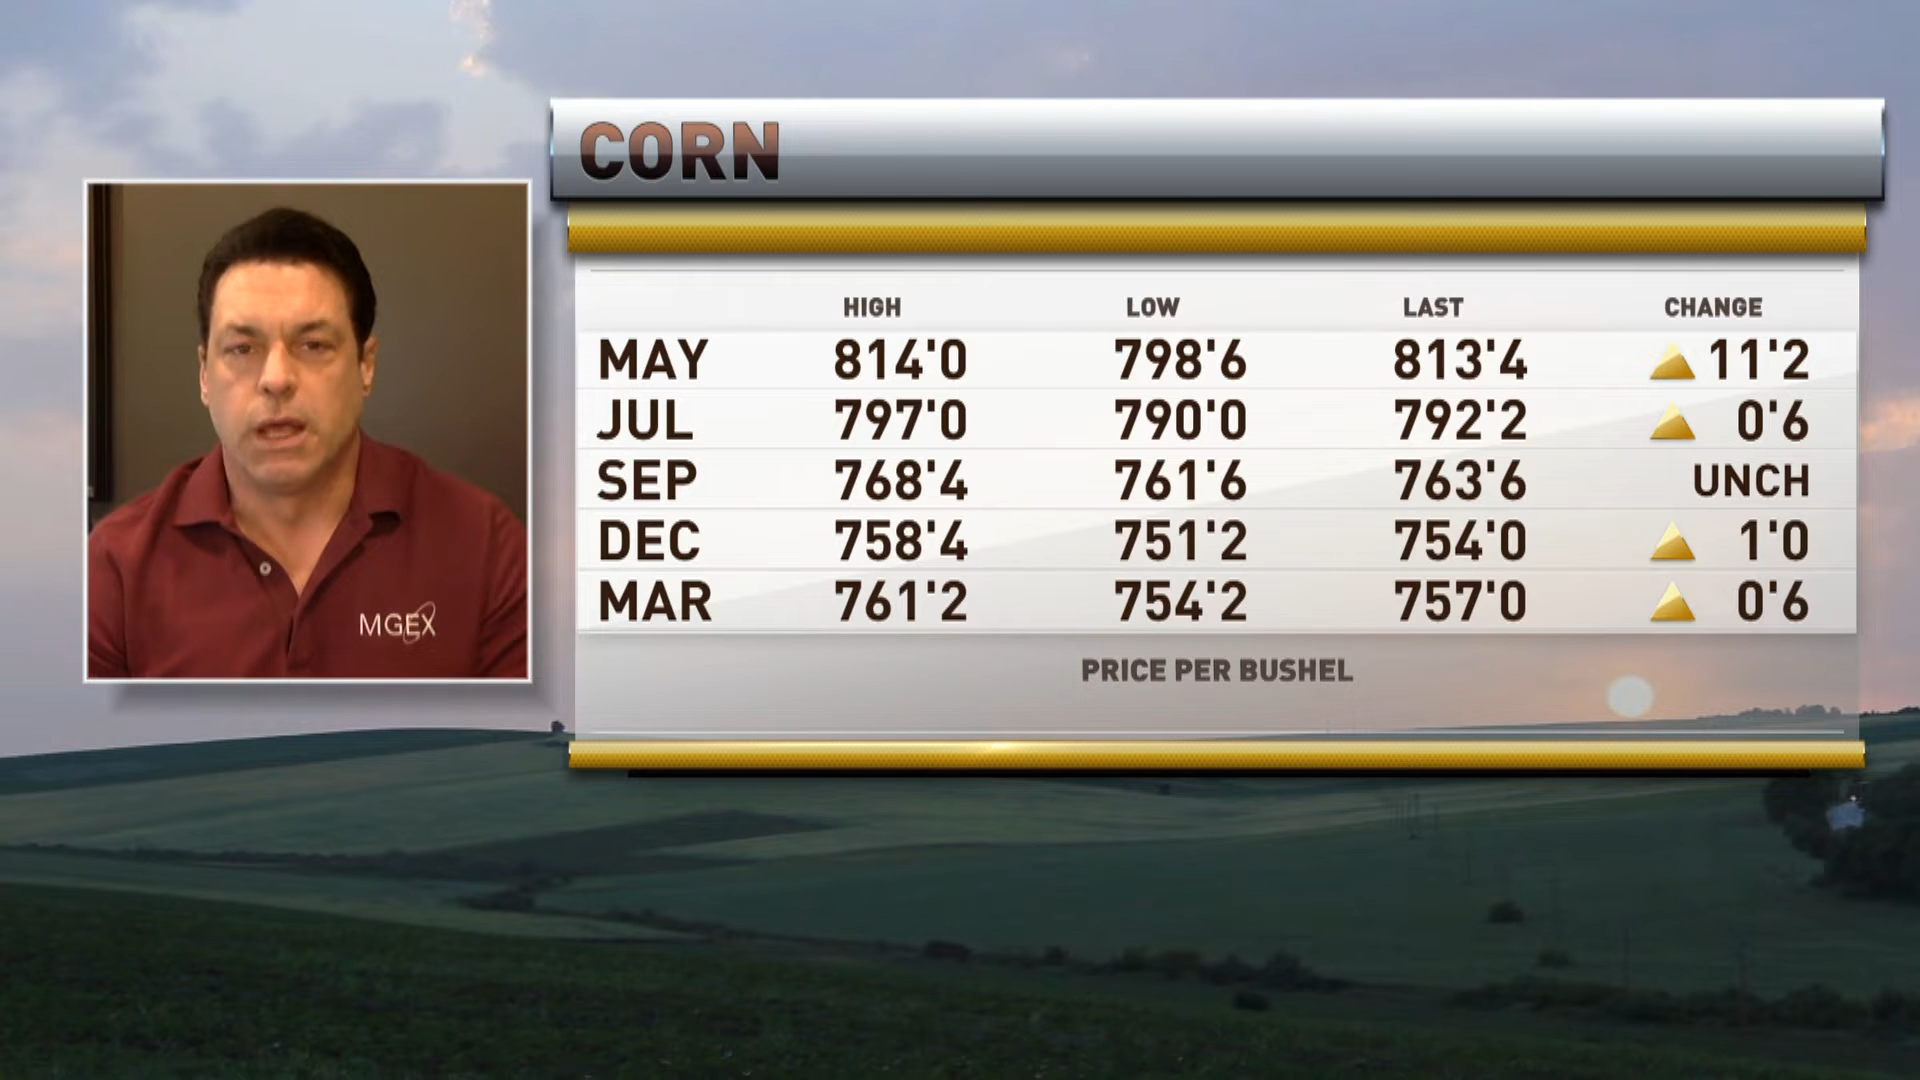 CORN
HIGH LOW LAST CHANGE
MAY 814'0 798'6 813'4 11'2
JUL 797'0 790'0 792'2 0'6
SEP 768'4 761'6 763'6 UNCH
DEC 758'4 751'2 754'0 1'0
MAR 761'2 754'2 757'0 0'6
PRICE PER BUSHEL
MGEX